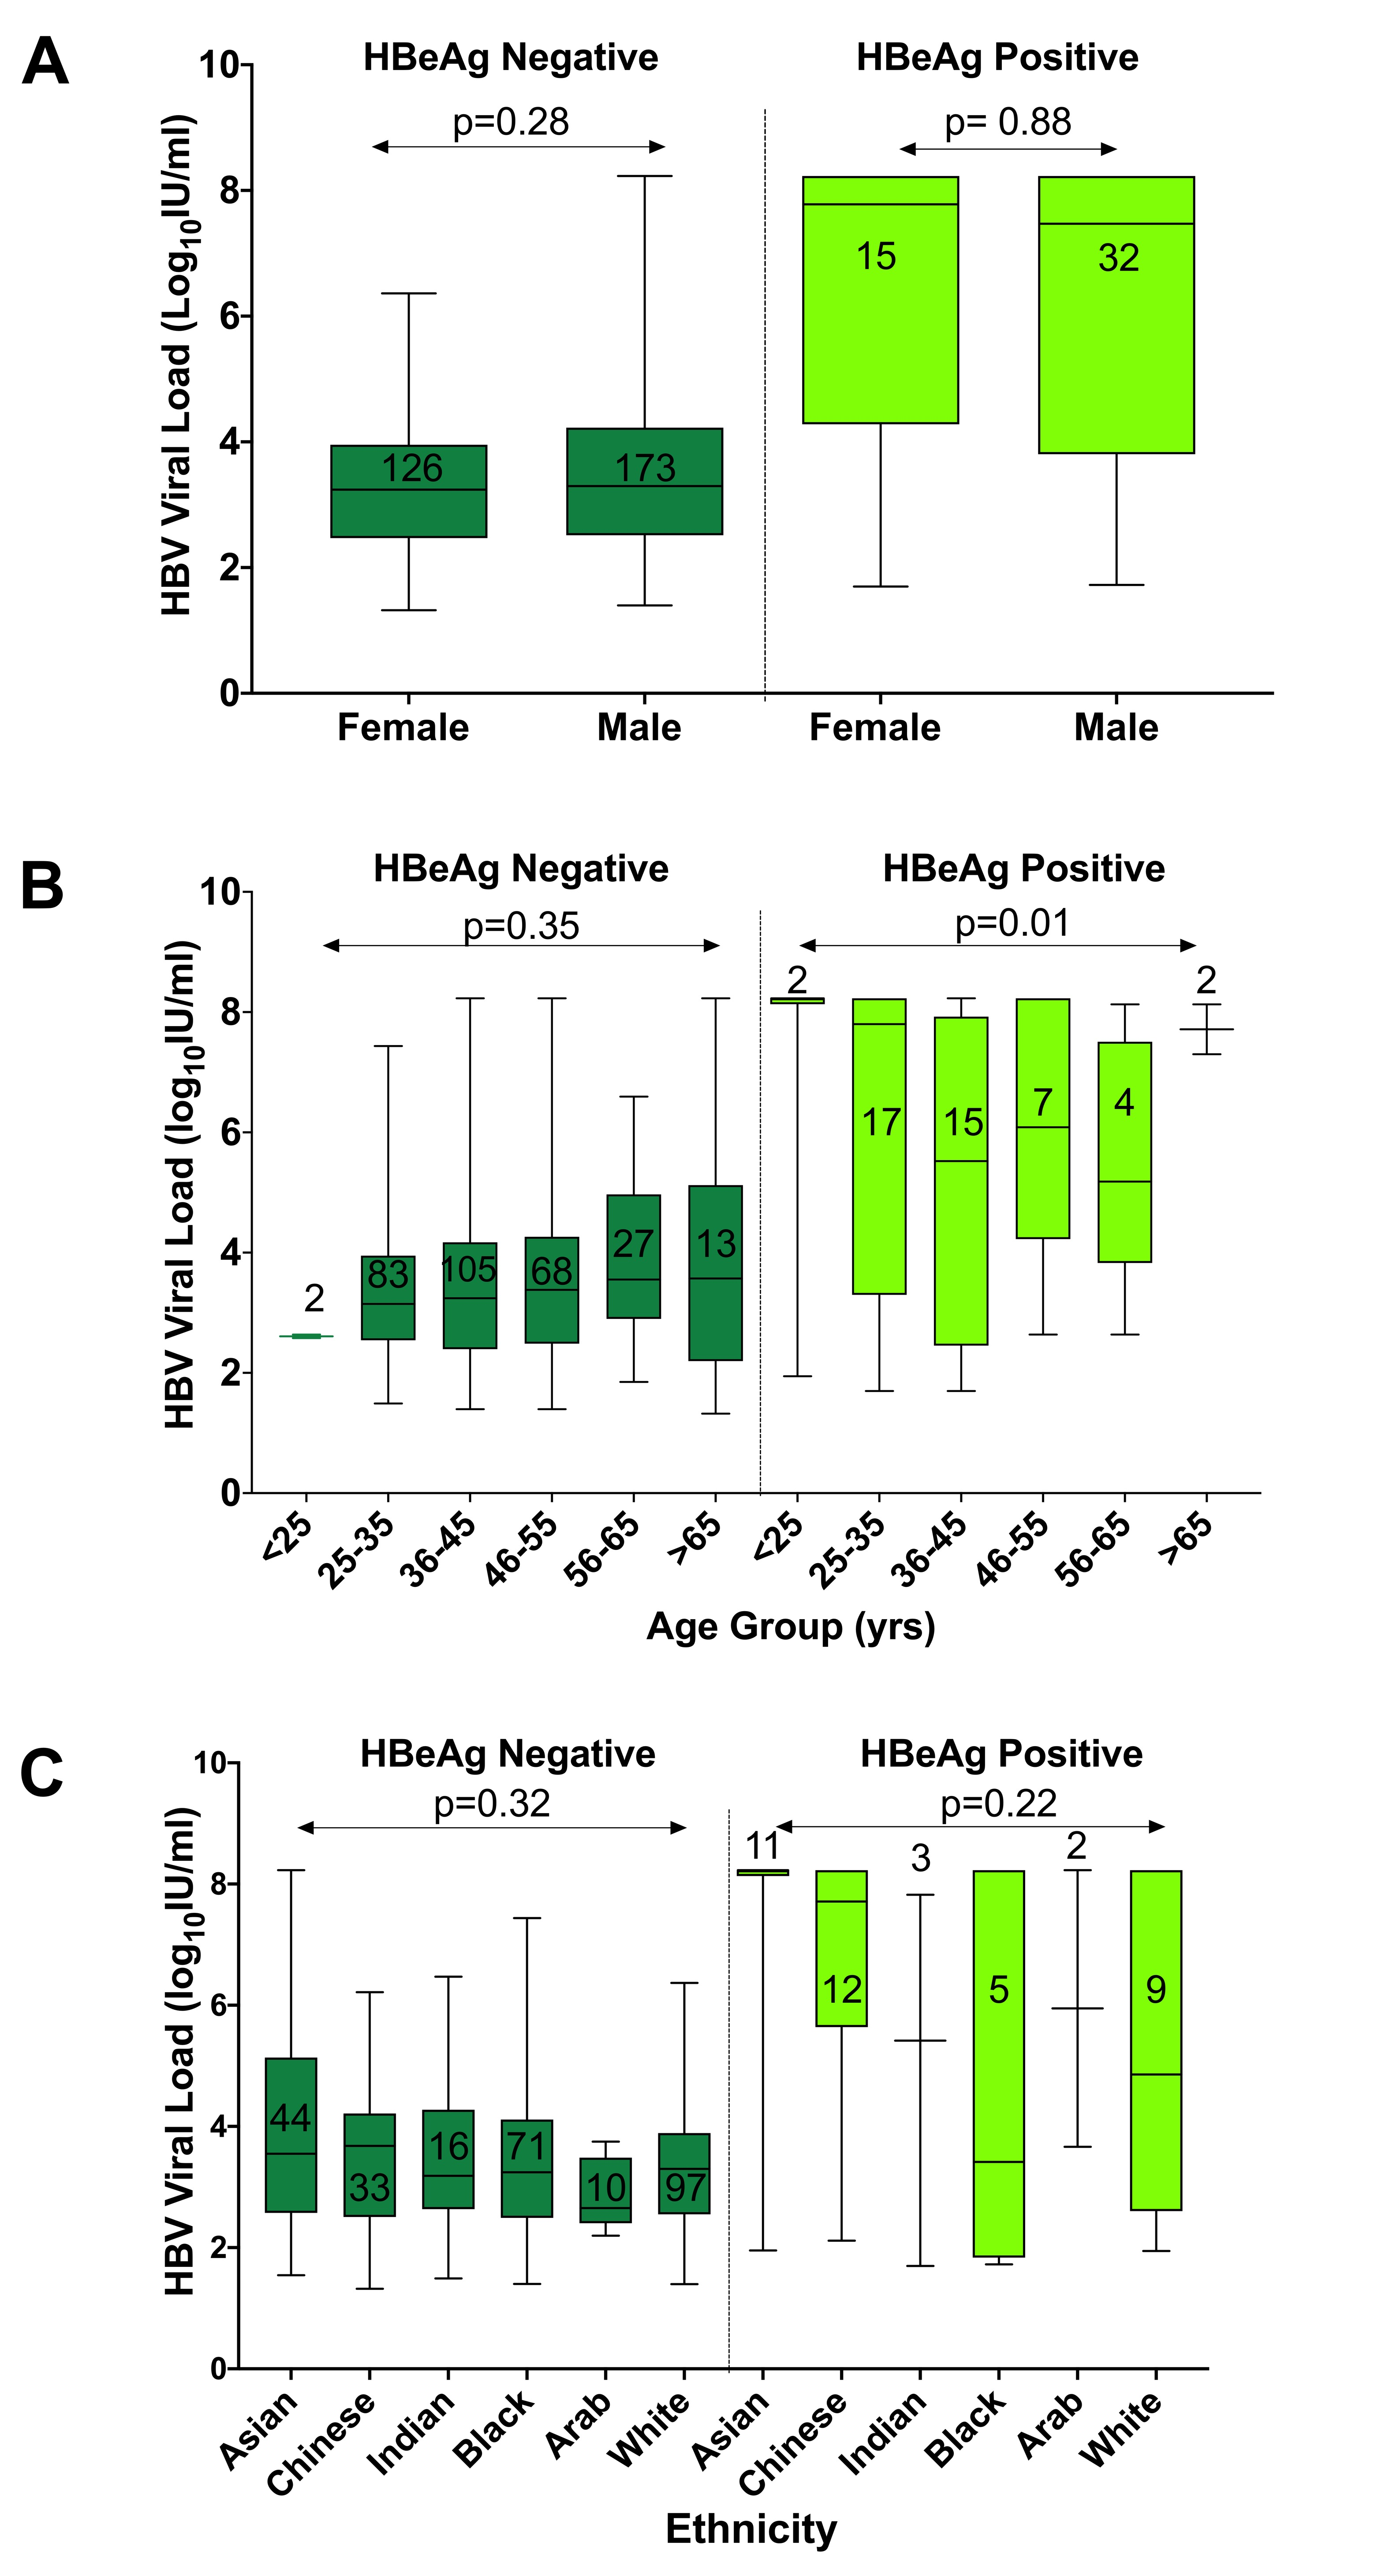 A
HBeAg Negative
HBeAg Positive
p=0.28
p= 0.88
HBV Viral Load (Log10IU/ml)
10
8
6
4
2
0
126
173
15
32
Female
Male
Female
Male
B
HBeAg Negative
HBeAg Positive
p=0.35
p=0.01
HBV Viral Load (log10IU/ml)
10
8
6
4
2
0
2
83
105
68
27
13
2
17
15
7
4
2
<25
25-35
36-45
46-55
56-65
>65
<25
25-35
36-45
46-55
56-65
>65
Age Group (yrs)
C
HBeAg Negative
HBeAg Positive
p=0.32
p=0.22
HBV Viral Load (log10IU/ml)
10
8
6
4
2
0
44
33
16
71
10
97
11
12
3
5
2
9
Asian
Chinese
Indian
Black
Arab
White
Asian
Chinese
Indian
Black
Arab
White
Ethnicity